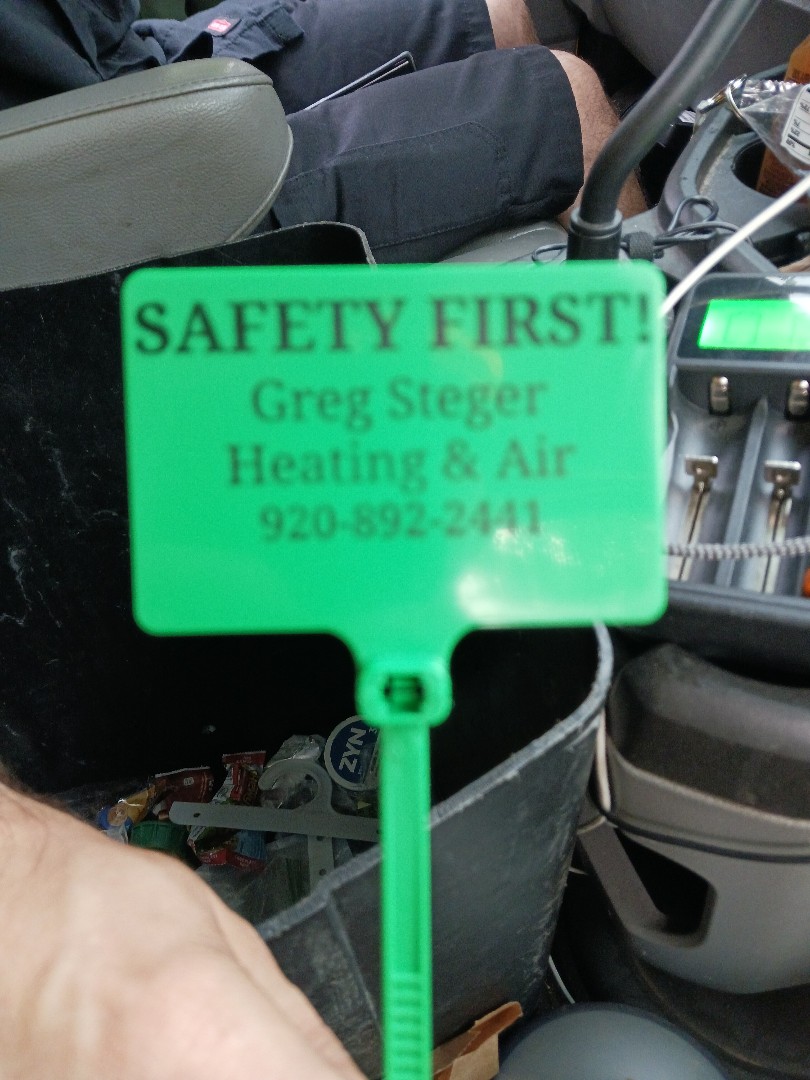 SAFETY FIRST!
Greg Steger
Heating & Air
920-892-2441
ZYN